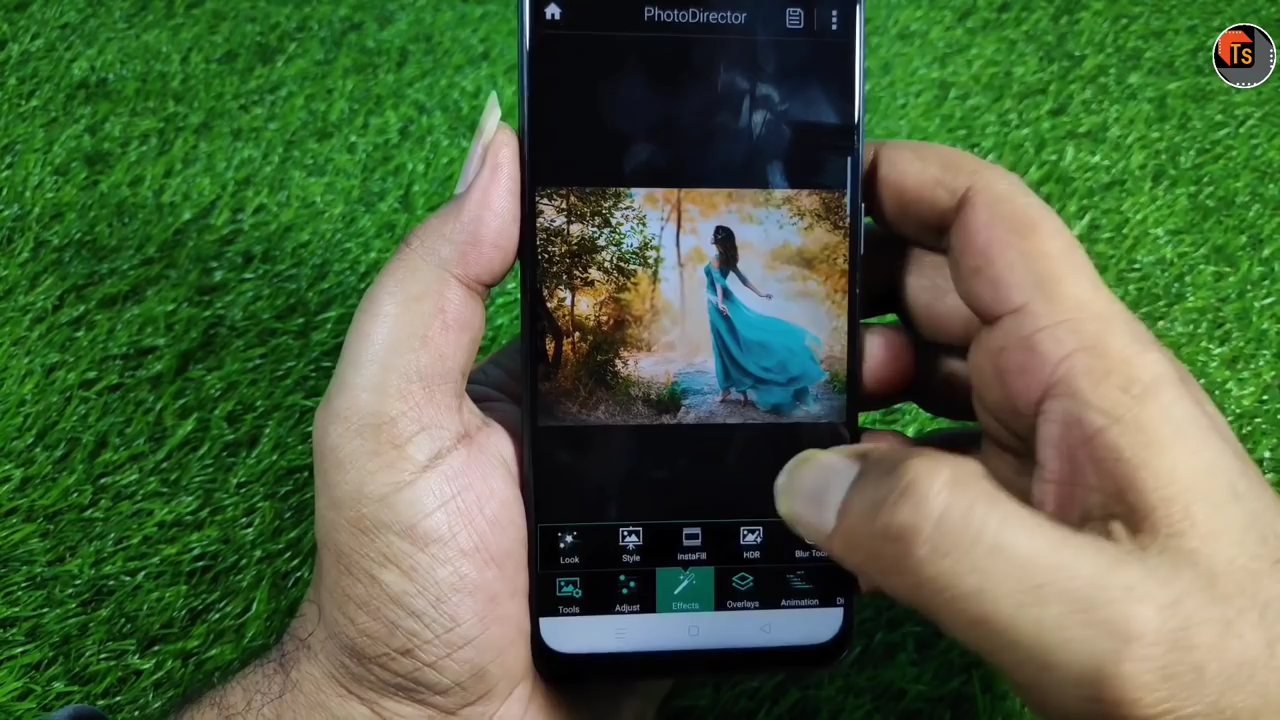 PhotoDirector
Ts
Look
Style
InstaFill
HDR
Blur Tool
Tools
Adjust
Effects
Overlays
Animation